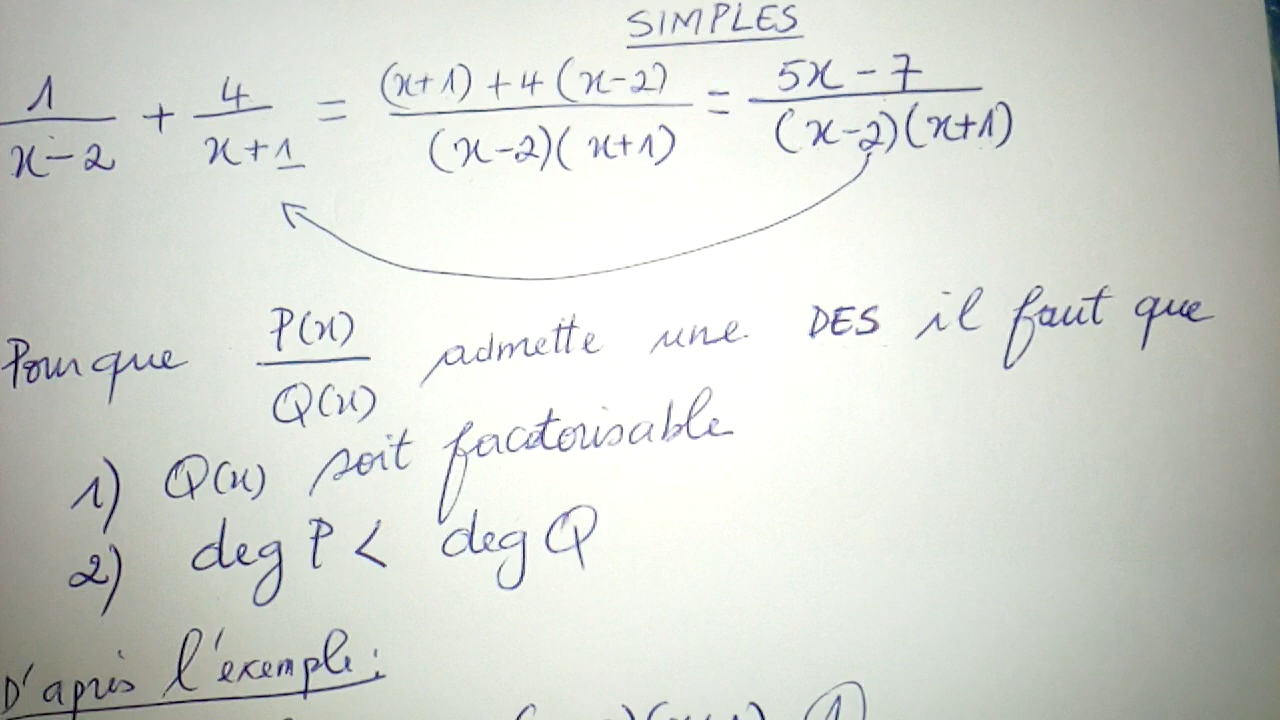 SIMPLES
1/(x-2) + 4/(x+1) = ((x+1)+4(x-2))/((x-2)(x+1)) = (5x-7)/((x-2)(x+1))
Pour que P(x)/Q(x) admette une DES il faut que
1) Q(x) soit factorisable
2) deg P < deg Q
D'après l'exemple: